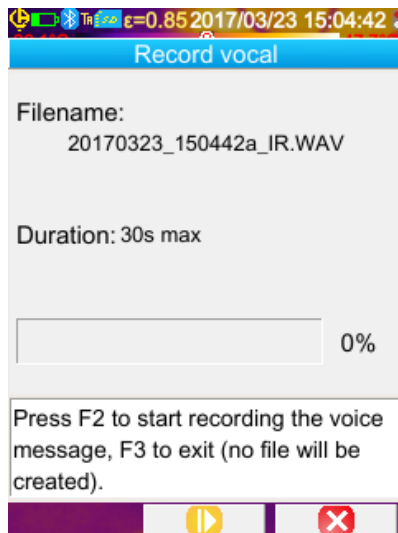 ε=0.85 2017/03/23 15:04:42
Record vocal
Filename:
20170323_150442a_IR.WAV
Duration: 30s max
0%
Press F2 to start recording the voice
message, F3 to exit (no file will be
created).